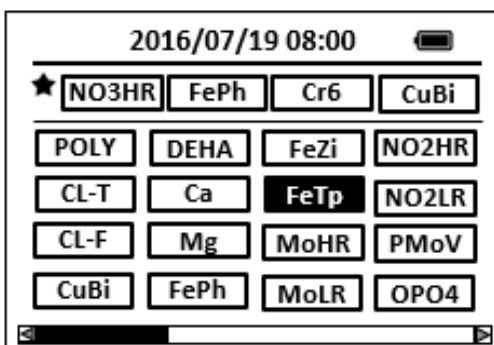 2016/07/19 08:00
NO3HR FePh Cr6 CuBi
POLY DEHA FeZi NO2HR
CL-T Ca FeTp NO2LR
CL-F Mg MoHR PMoV
CuBi FePh MoLR OPO4